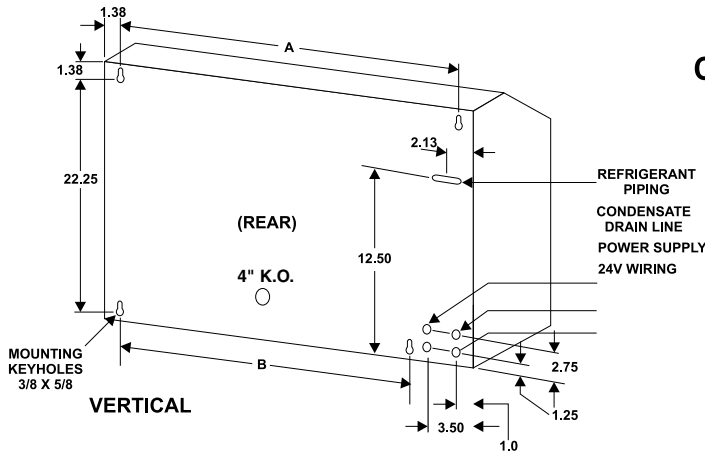 1.38
A
C
1.38
2.13
REFRIGERANT
PIPING
22.25
CONDENSATE
DRAIN LINE
(REAR)
POWER SUPPLY
12.50
24V WIRING
4" K.O.
MOUNTING
KEYHOLES
3/8 X 5/8
B
2.75
VERTICAL
1.25
3.50
1.0